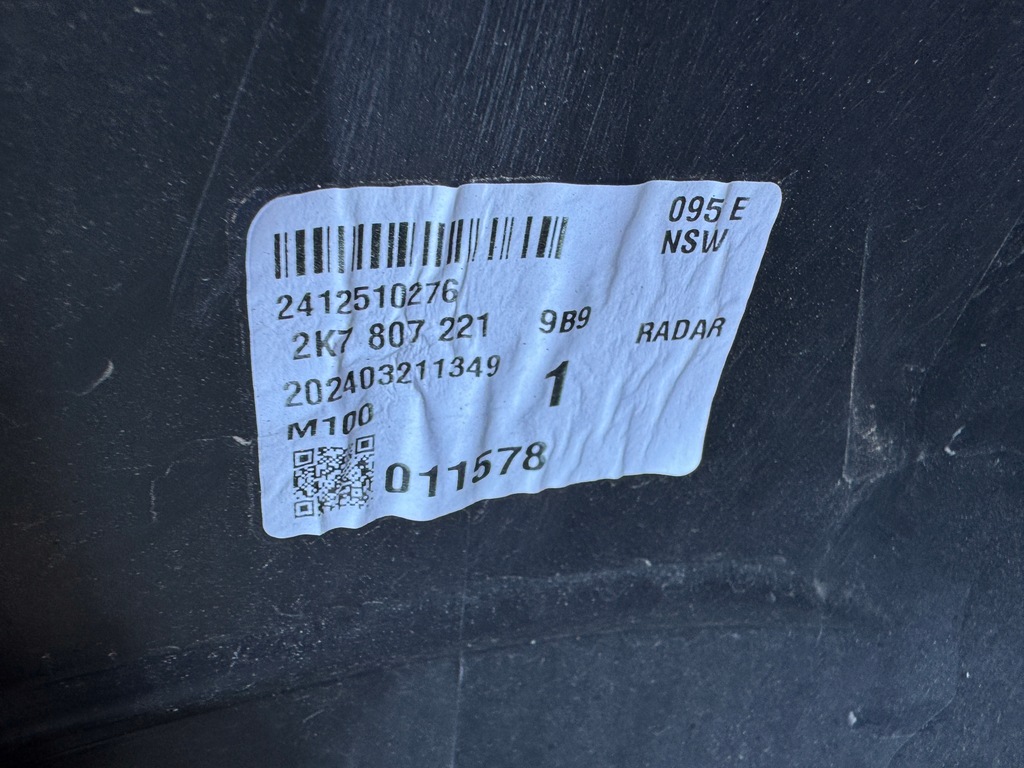 095 E
NSW
2412510276
2K7 807 221 9B9 RADAR
202403211349 1
M100
011578